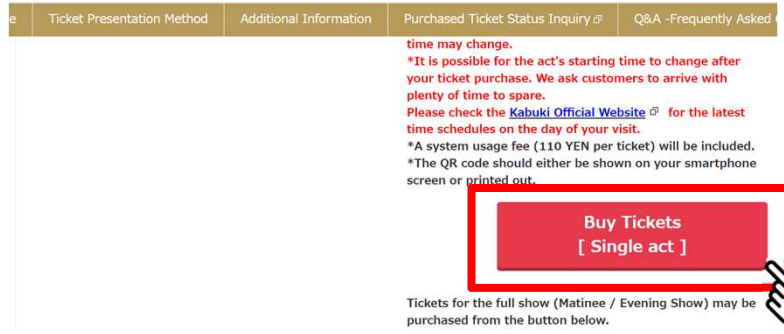 e
Ticket Presentation Method
Additional Information
Purchased Ticket Status Inquiry
Q&A -Frequently Asked
time may change.
*It is possible for the act's starting time to change after
your ticket purchase. We ask customers to arrive with
plenty of time to spare.
Please check the Kabuki Official Website for the latest
time schedules on the day of your visit.
*A system usage fee (110 YEN per ticket) will be included.
*The QR code should either be shown on your smartphone
screen or printed out.
Buy Tickets
[ Single act ]
Tickets for the full show (Matinee / Evening Show) may be
purchased from the button below.